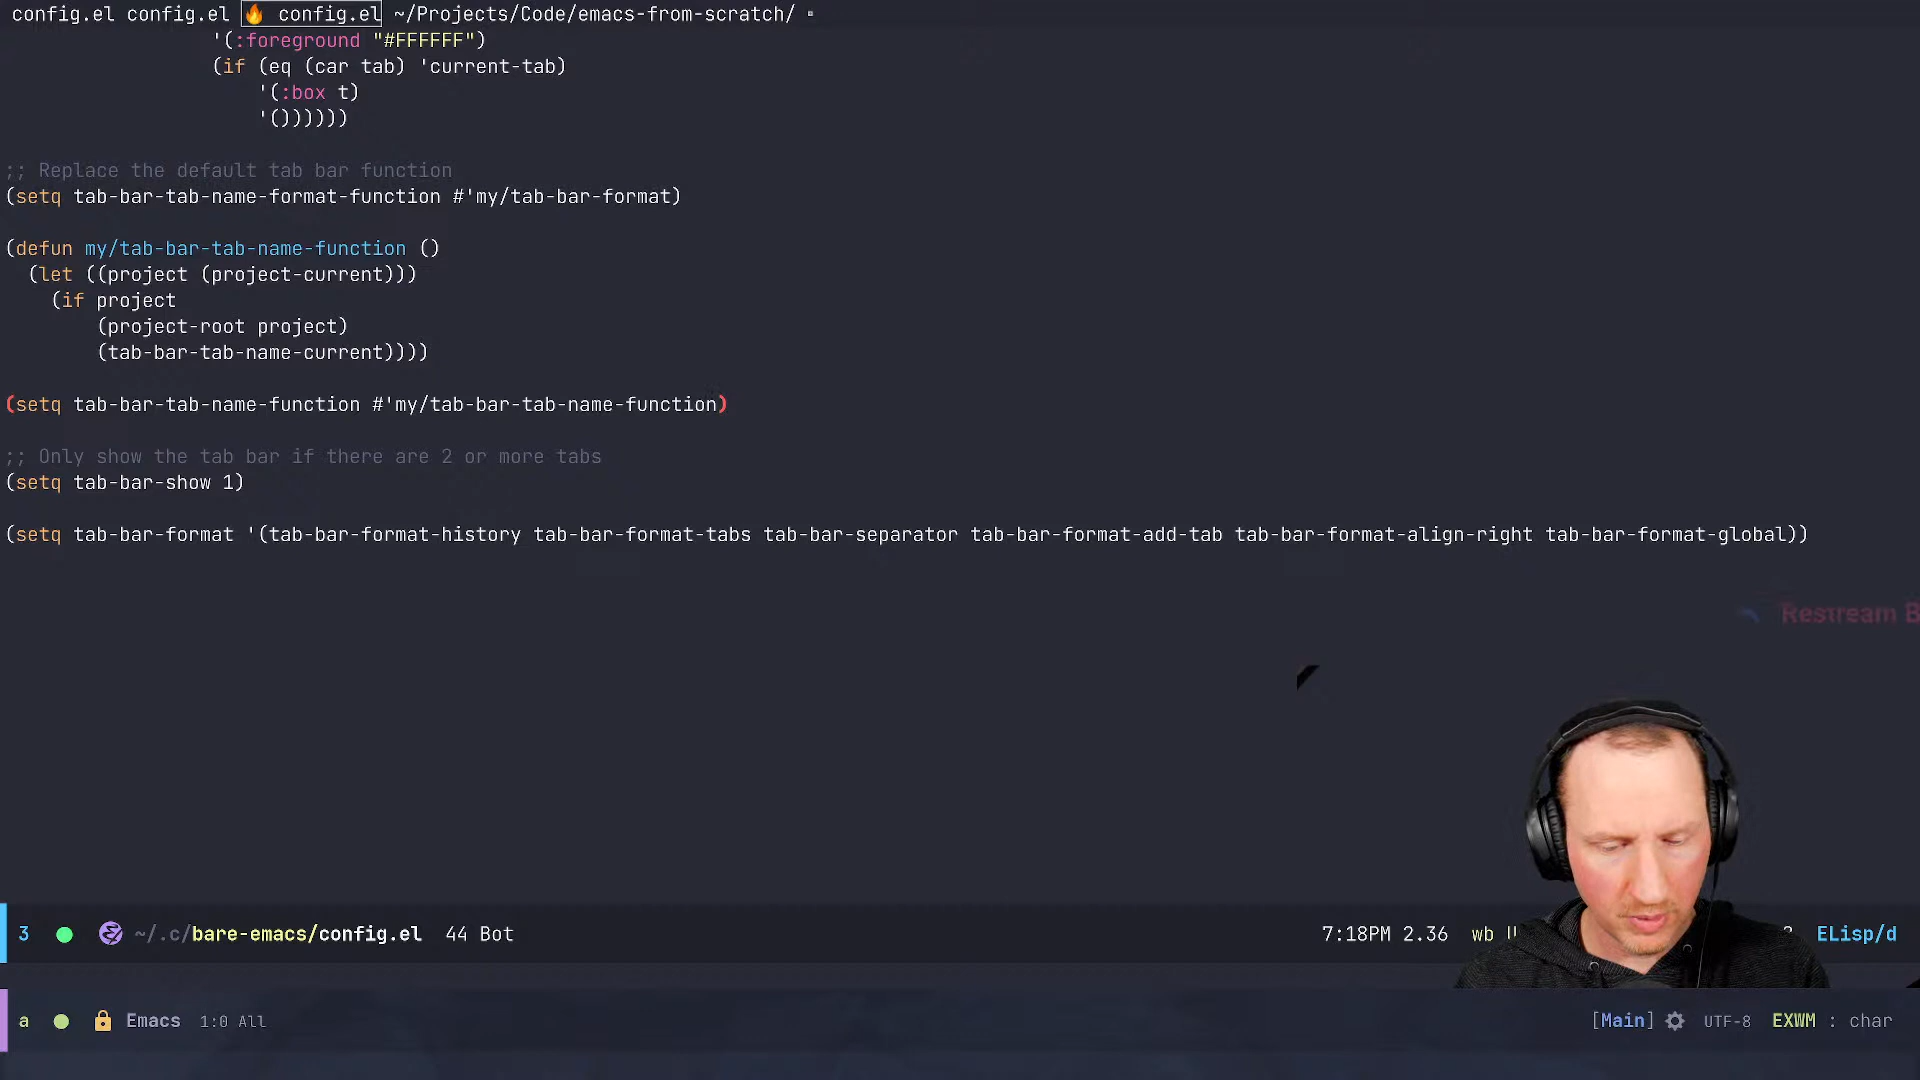 config.el config.el 🔥 config.el ~/Projects/Code/emacs-from-scratch/
'(:foreground "#FFFFFF")
(if (eq (car tab) 'current-tab)
'(:box t)
'())))))
;; Replace the default tab bar function
(setq tab-bar-tab-name-format-function #'my/tab-bar-format)
(defun my/tab-bar-tab-name-function ()
(let ((project (project-current)))
(if project
(project-root project)
(tab-bar-tab-name-current))))
(setq tab-bar-tab-name-function #'my/tab-bar-tab-name-function)
;; Only show the tab bar if there are 2 or more tabs
(setq tab-bar-show 1)
(setq tab-bar-format '(tab-bar-format-history tab-bar-format-tabs tab-bar-separator tab-bar-format-add-tab tab-bar-format-align-right tab-bar-format-global))
Restream B
3 ~/.c/bare-emacs/config.el 44 Bot 7:18PM 2.36 wb ELisp/d
a Emacs 1:0 All [Main] UTF-8 EXWM : char